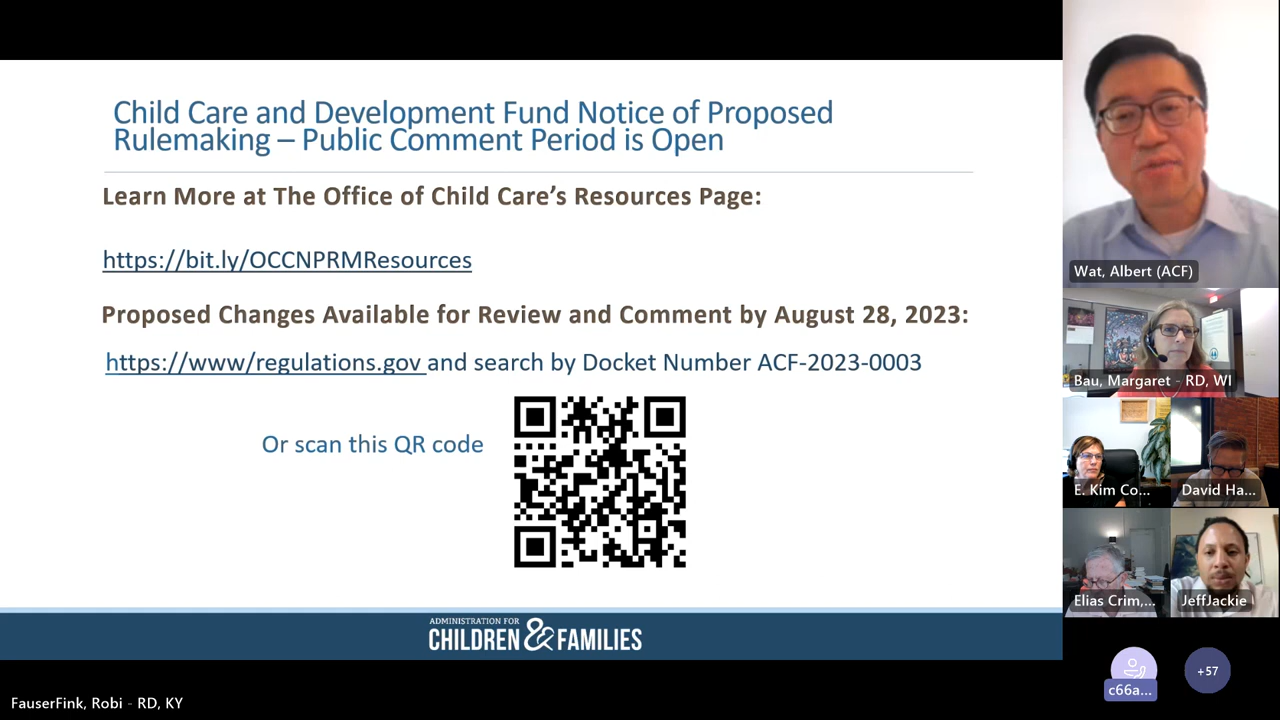 Child Care and Development Fund Notice of Proposed
Rulemaking – Public Comment Period is Open
Learn More at The Office of Child Care's Resources Page:
https://bit.ly/OCCNPRMResources
Proposed Changes Available for Review and Comment by August 28, 2023:
https://www/regulations.gov and search by Docket Number ACF-2023-0003
Or scan this QR code
ADMINISTRATION FOR
CHILDREN & FAMILIES
FauserFink, Robi - RD, KY
Wat, Albert (ACF)
Bau, Margaret - RD, WI
E. Kim Co...
David Ha...
Elias Crim,...
JeffJackie
c66a...
+57